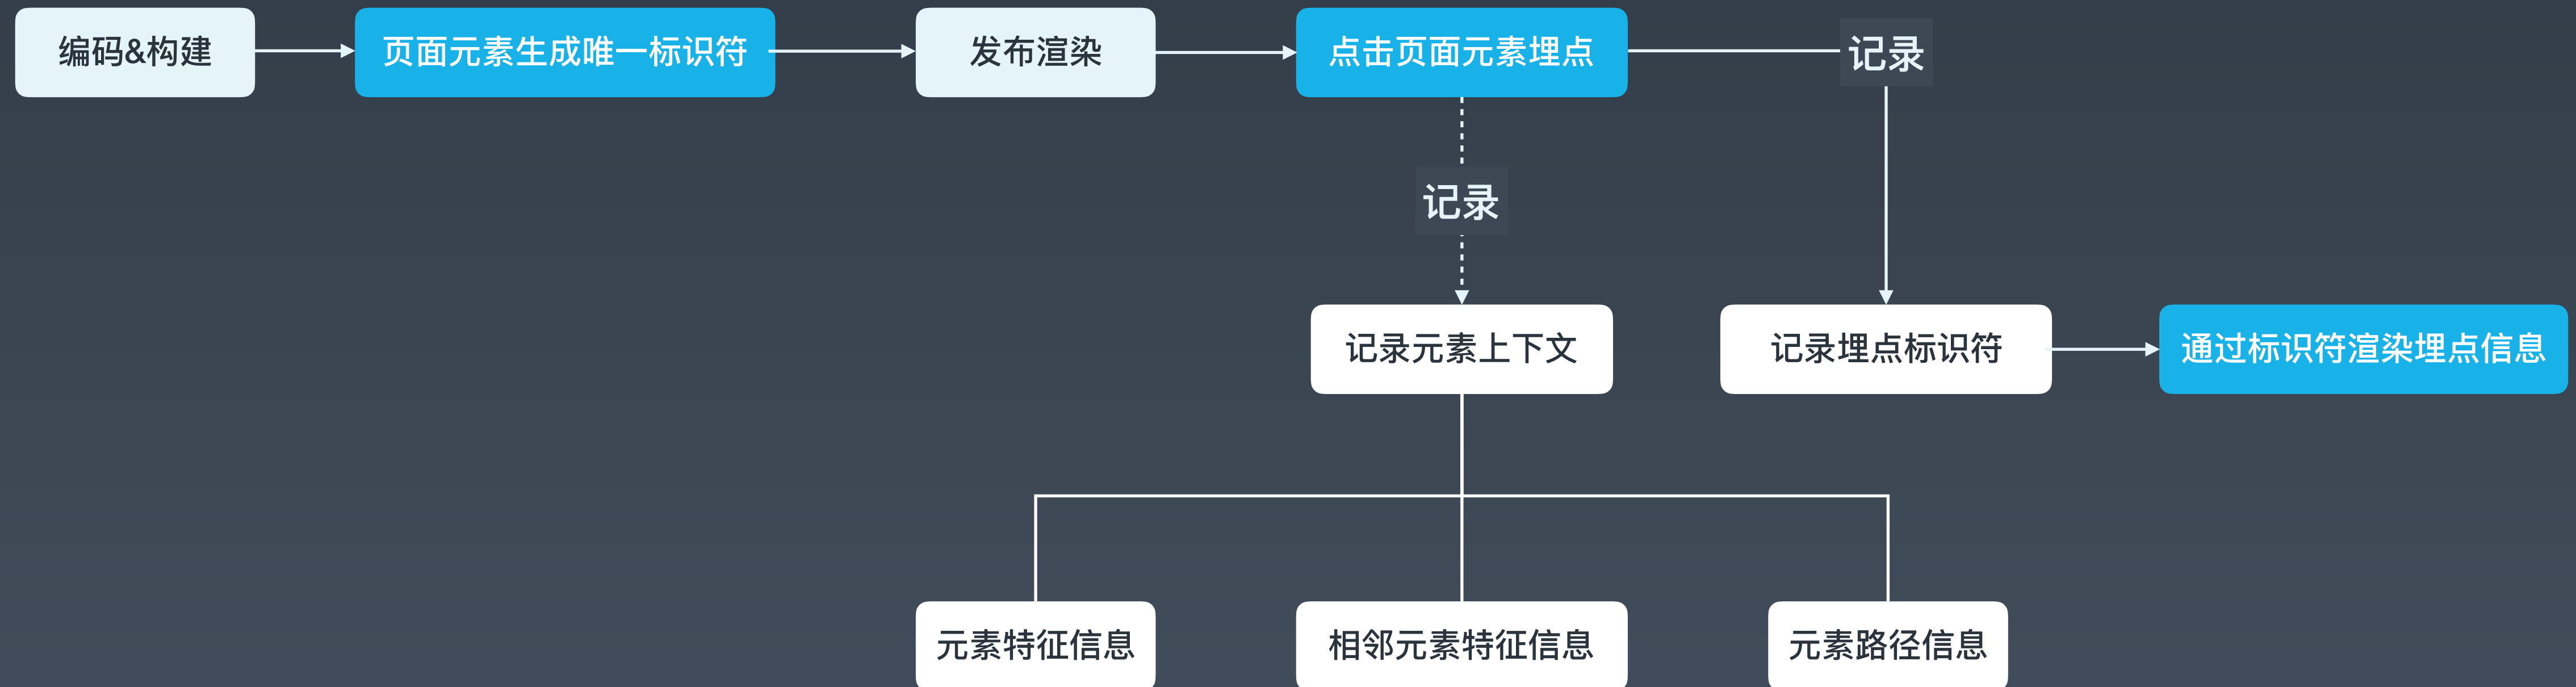 编码&构建
页面元素生成唯一标识符
发布渲染
点击页面元素埋点
记录
记录
记录元素上下文
记录埋点标识符
通过标识符渲染埋点信息
元素特征信息
相邻元素特征信息
元素路径信息